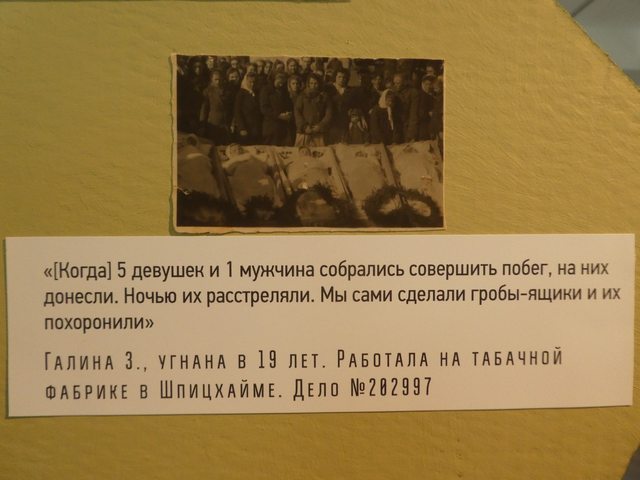 «[Когда] 5 девушек и 1 мужчина собрались совершить побег, на них
донесли. Ночью их расстреляли. Мы сами сделали гробы-ящики и их
похоронили»
Галина З., угнана в 19 лет. Работала на табачной
фабрике в Шпицхайме. Дело №202997